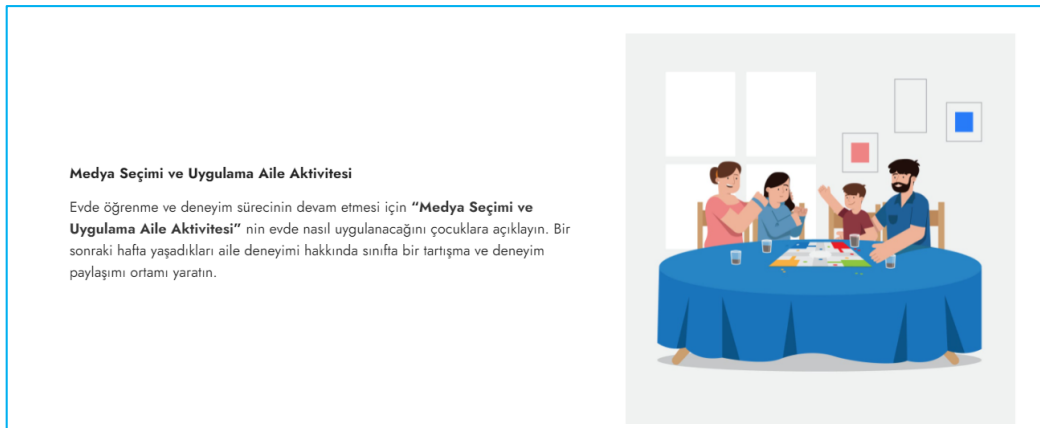 Medya Seçimi ve Uygulama Aile Aktivitesi
Evde öğrenme ve deneyim sürecinin devam etmesi için “Medya Seçimi ve
Uygulama Aile Aktivitesi” nin evde nasıl uygulanacağını çocuklara açıklayın. Bir
sonraki hafta yaşadıkları aile deneyimi hakkında sınıfta bir tartışma ve deneyim
paylaşımı ortamı yaratın.